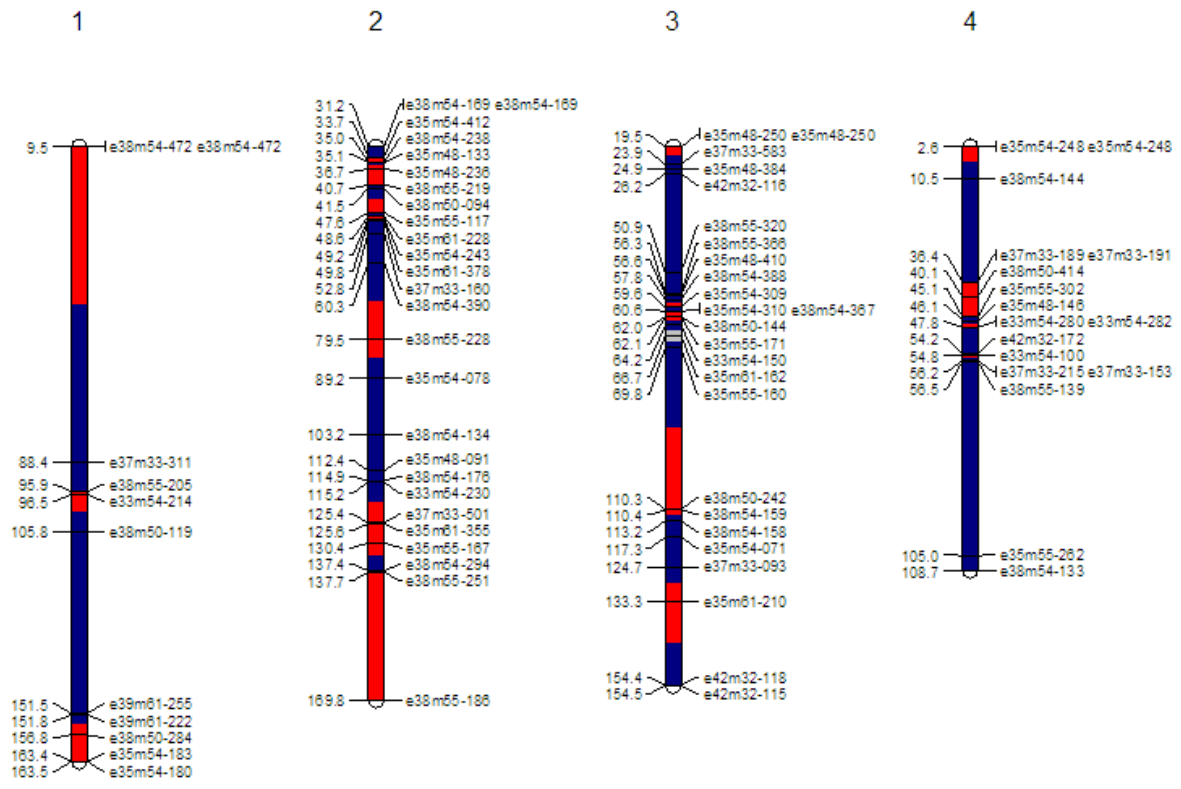 1
9.5 e38m54-472 e38m54-472
88.4 e37m33-311
95.9 e38m55-205
96.5 e33m54-214
105.8 e38m50-119
151.5 e39m61-255
151.8 e39m61-222
156.8 e38m50-284
163.4 e35m54-183
163.5 e35m54-180
2
31.2 e38m54-169 e38m54-169
33.7 e35m54-412
35.0 e38m54-238
35.1 e35m48-133
36.7 e35m48-236
40.7 e38m55-219
41.5 e38m50-094
47.6 e35m55-117
48.6 e35m61-228
49.2 e35m54-243
49.8 e35m61-378
52.8 e37m33-160
60.3 e38m54-390
79.5 e38m55-228
89.2 e35m54-078
103.2 e38m54-134
112.4 e35m48-091
114.9 e38m54-176
115.2 e33m54-230
125.4 e37m33-501
125.6 e35m61-355
130.4 e35m55-167
137.4 e38m54-294
137.7 e38m55-251
169.8 e38m55-186
3
19.5 e35m48-250 e35m48-250
23.9 e37m33-583
24.9 e35m48-384
26.2 e42m32-116
50.9 e38m55-320
56.3 e38m55-366
56.6 e35m48-410
57.8 e38m54-388
59.6 e35m54-309
60.6 e35m54-310 e38m54-367
62.0 e38m50-144
62.1 e35m55-171
64.2 e33m54-150
66.7 e35m61-162
69.8 e35m55-160
110.3 e38m50-242
110.4 e38m54-159
113.2 e38m54-158
117.3 e35m54-071
124.7 e37m33-093
133.3 e35m61-210
154.4 e42m32-118
154.5 e42m32-115
4
2.6 e35m54-248 e35m54-248
10.5 e38m54-144
36.4 e37m33-189 e37m33-191
40.1 e38m50-414
45.1 e35m55-302
46.1 e35m48-146
47.8 e33m54-280 e33m54-282
54.2 e42m32-172
54.8 e33m54-100
56.2 e37m33-215 e37m33-153
56.5 e38m55-139
105.0 e35m55-262
108.7 e38m54-133